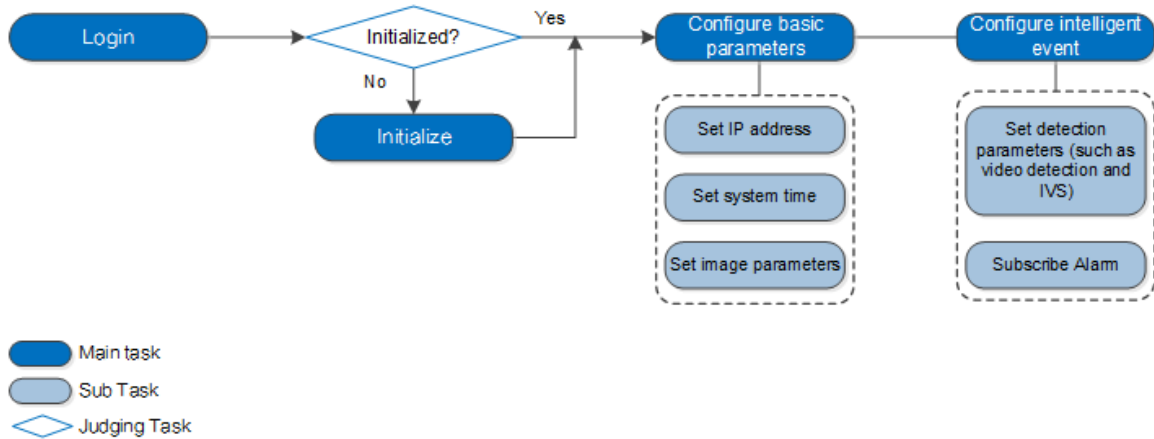 Login
Initialized?
Yes
No
Initialize
Configure basic
parameters
Set IP address
Set system time
Set image parameters
Configure intelligent
event
Set detection
parameters (such as
video detection and
IVS)
Subscribe Alarm
Main task
Sub Task
Judging Task